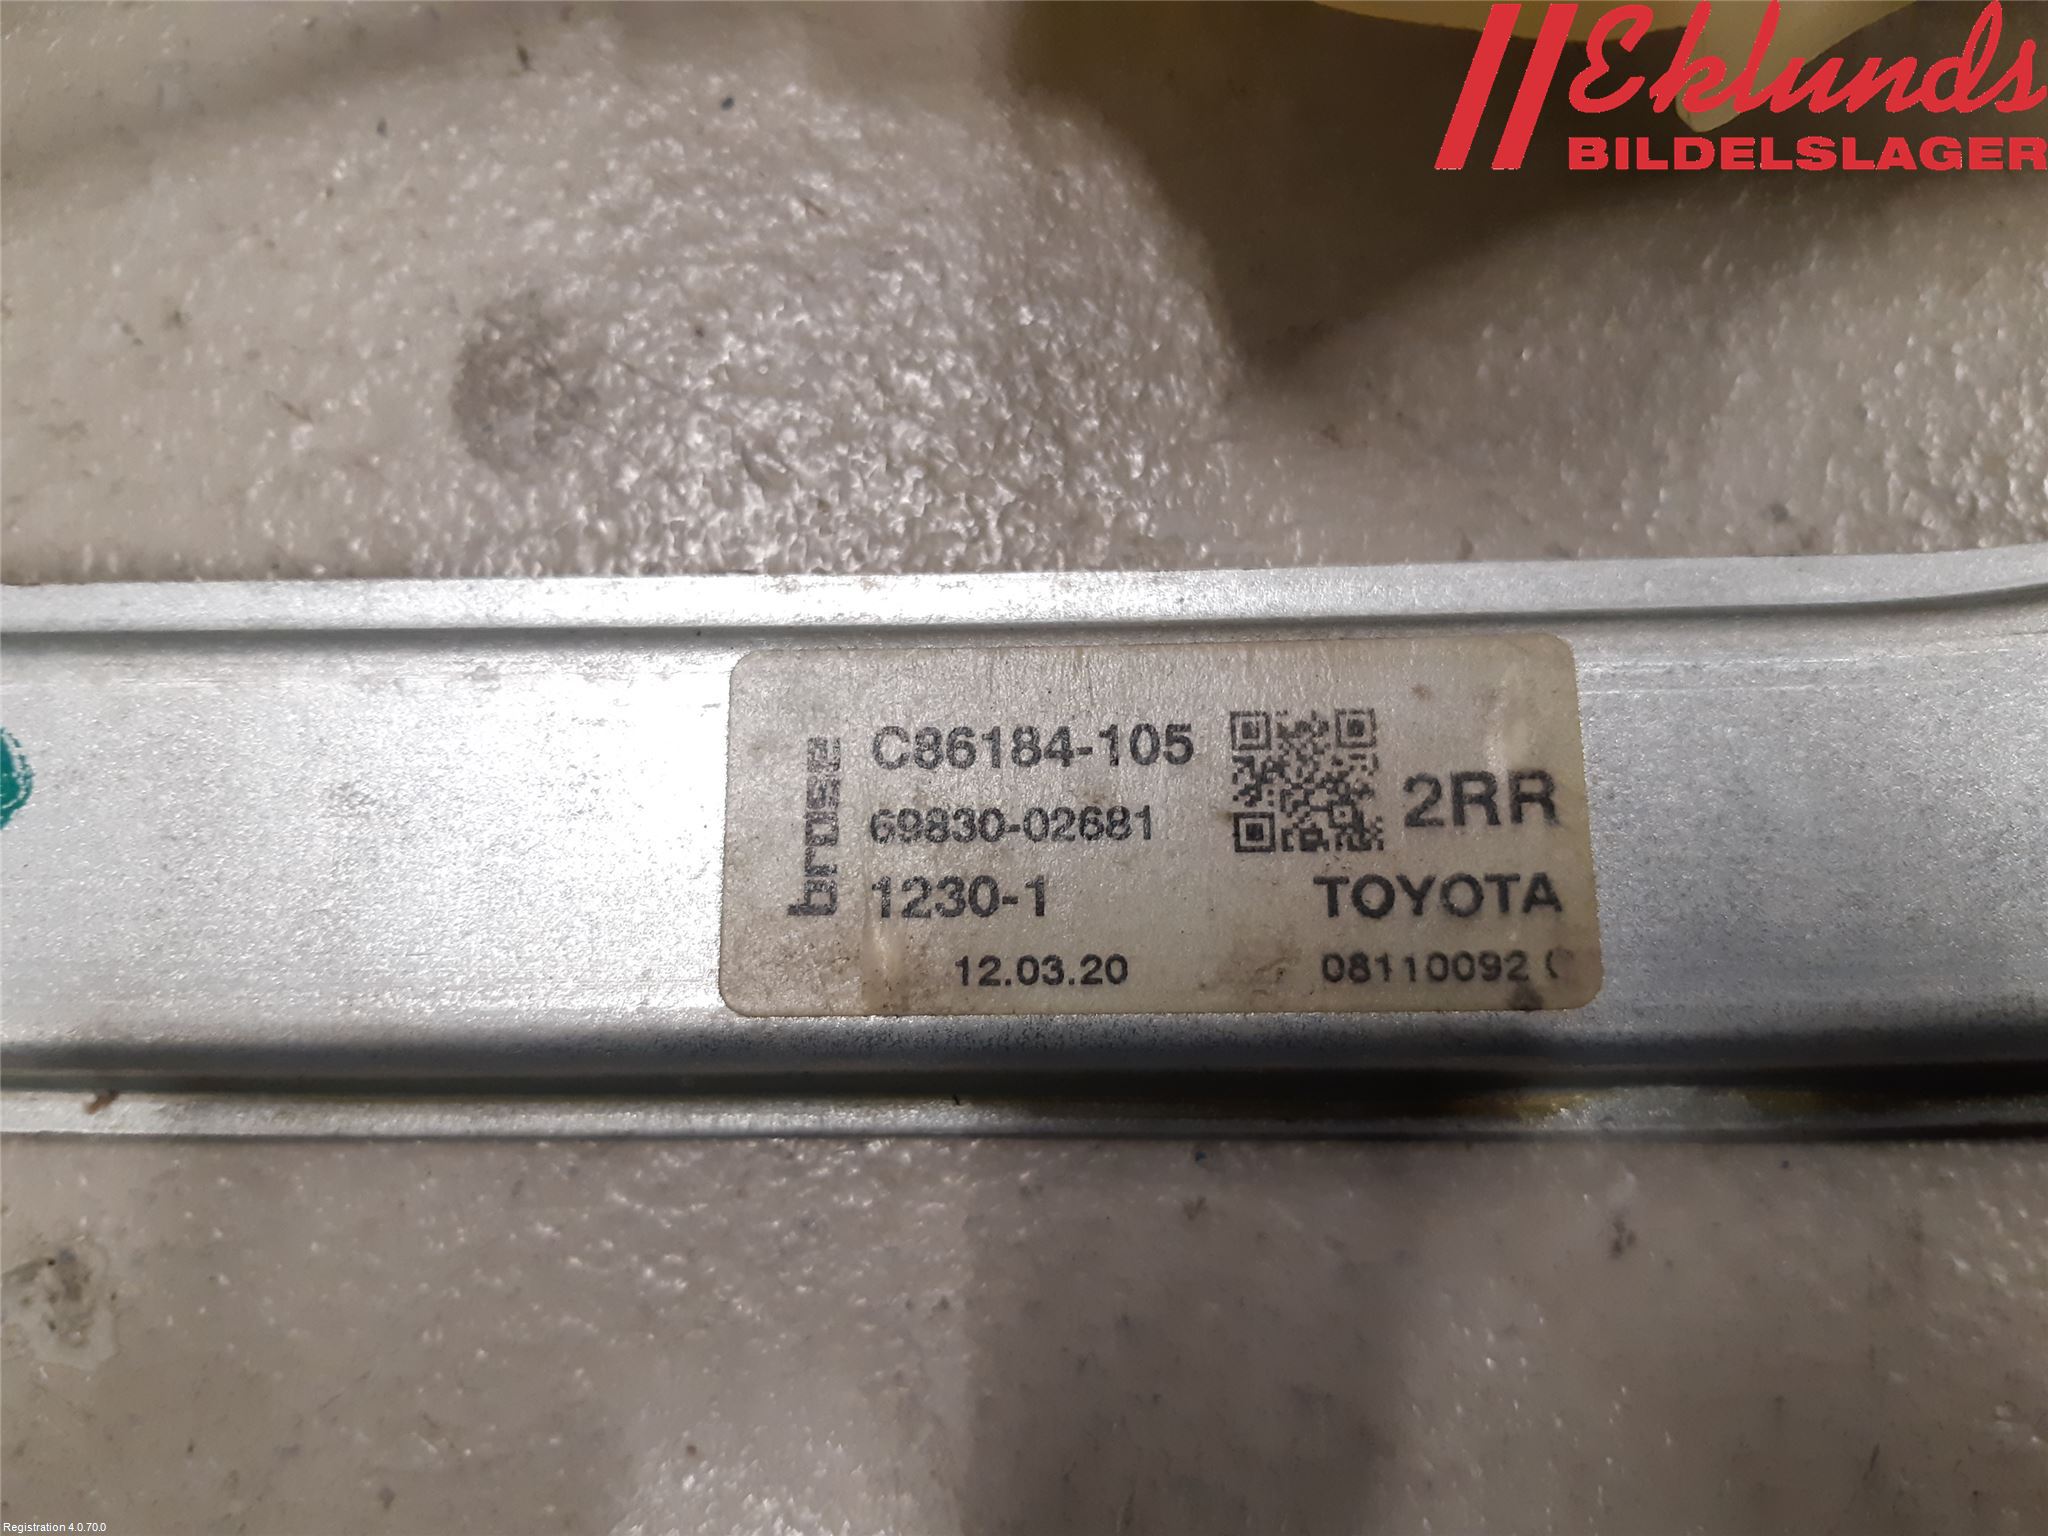 Eklunds
BILDELSLAGER
brose
C86184-105
69830-02681
2RR
1230-1
TOYOTA
12.03.20
08110092
Registration 4.0.70.0